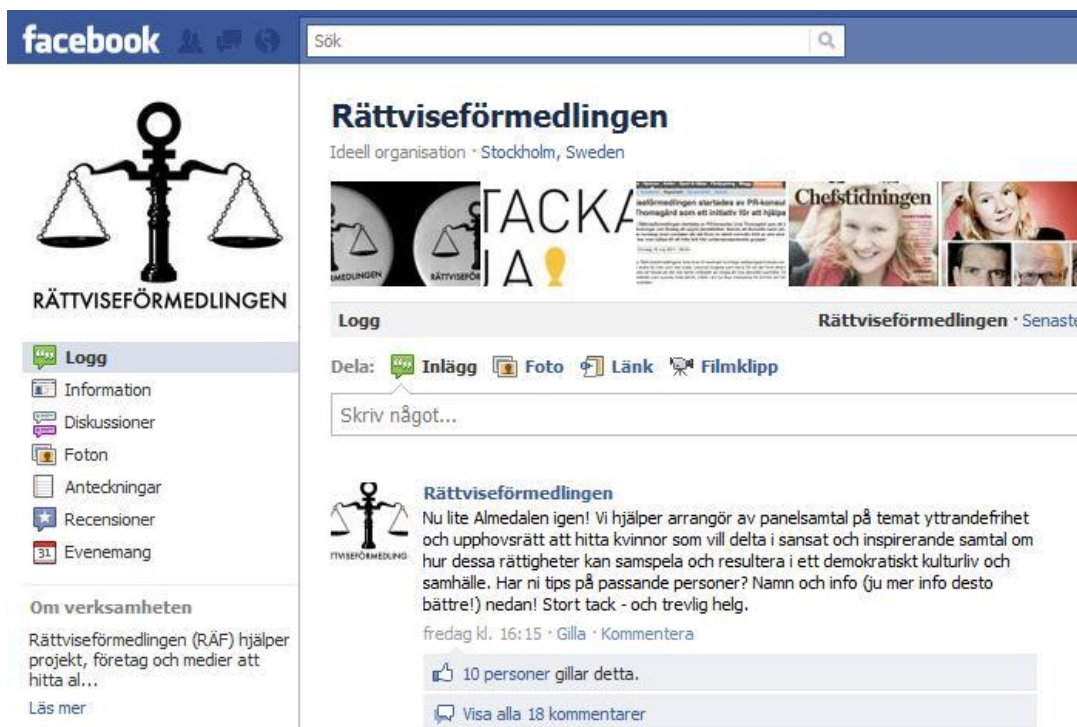 facebook
Sök
Rättviseförmedlingen
Ideell organisation · Stockholm, Sweden
TACKA
JA!
Chefstidningen
RÄTTVISEFÖRMEDLINGEN
Logg
Information
Diskussioner
Foton
Anteckningar
Recensioner
31 Evenemang
Om verksamheten
Rättviseförmedlingen (RÄF) hjälper
projekt, företag och medier att
hitta al...
Läs mer
Logg Rättviseförmedlingen · Senaste
Dela: Inlägg Foto Länk Filmklipp
Skriv något...
Rättviseförmedlingen
Nu lite Almedalen igen! Vi hjälper arrangör av panelsamtal på temat yttrandefrihet
och upphovsrätt att hitta kvinnor som vill delta i sansat och inspirerande samtal om
hur dessa rättigheter kan samspela och resultera i ett demokratiskt kulturliv och
samhälle. Har ni tips på passande personer? Namn och info (ju mer info desto
bättre!) nedan! Stort tack - och trevlig helg.
fredag kl. 16:15 · Gilla · Kommentera
10 personer gillar detta.
Visa alla 18 kommentarer